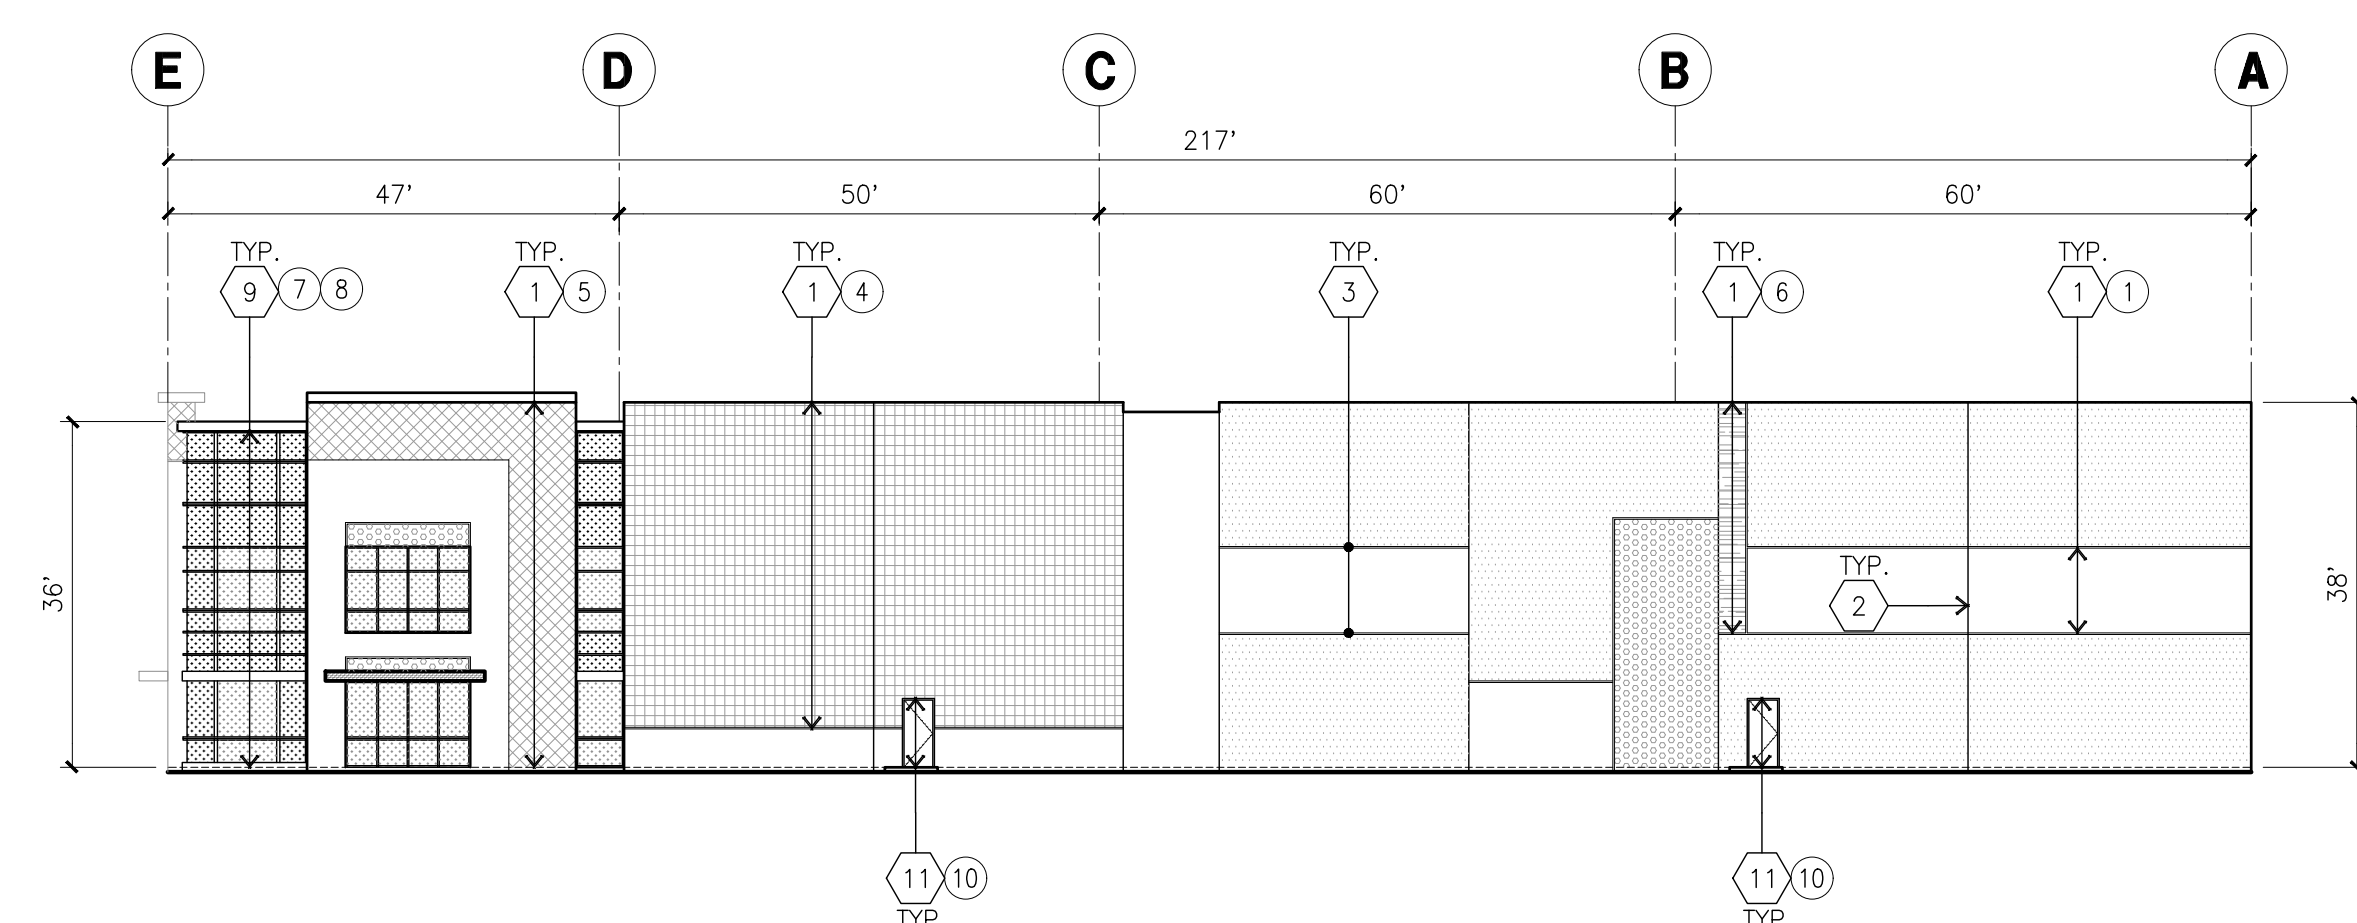 E D C B A
217'
47' 50' 60' 60'
TYP. TYP. TYP. TYP. TYP. TYP.
9 7 8 1 5 1 4 3 1 6 1 1
36'
TYP.
2
38'
11 10 11 10
TYP TYP